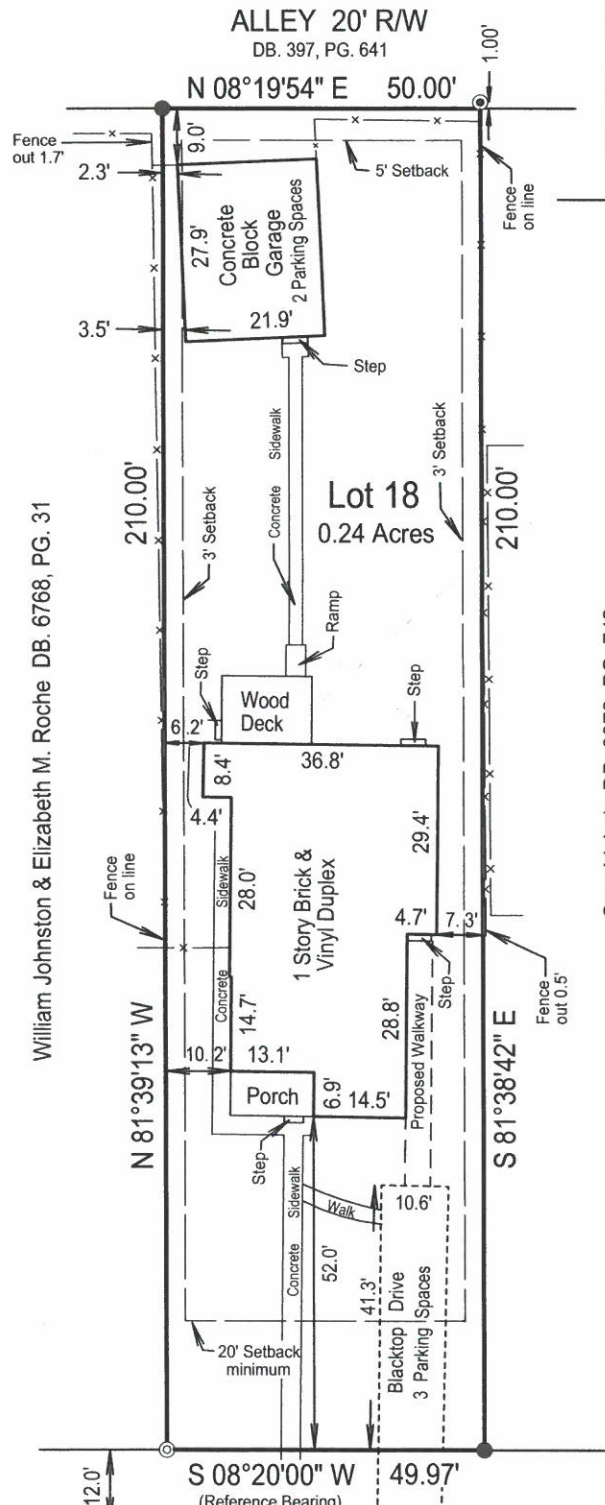 ALLEY 20' R/W
DB. 397, PG. 641
1.00'
N 08°19'54" E 50.00'
Fence
out 1.7'
9.0'
5' Setback
2.3'
Fence
on line
27.9'
Concrete
Block
Garage
2 Parking Spaces
21.9'
3.5'
Step
Sidewalk
Concrete
3' Setback
Lot 18
0.24 Acres
210.00'
210.00'
3' Setback
William Johnston & Elizabeth M. Roche DB. 6768, PG. 31
Ramp
Step
Wood
Deck
Step
6.2'
36.8'
8.4'
4.4'
29.4'
Sidewalk
Concrete
28.0'
1 Story Brick &
Vinyl Duplex
Fence
on line
4.7'
7.3'
Step
Fence
out 0.5'
14.7'
28.8'
Proposed Walkway
10.2'
13.1'
Porch
6.9'
14.5'
N 81°39'13" W
S 81°38'42" E
Step
Sidewalk
Concrete
Walk
10.6'
52.0'
41.3'
Blacktop Drive
3 Parking Spaces
20' Setback
minimum
S 08°20'00" W 49.97'
(Reference Bearing)
12.0'